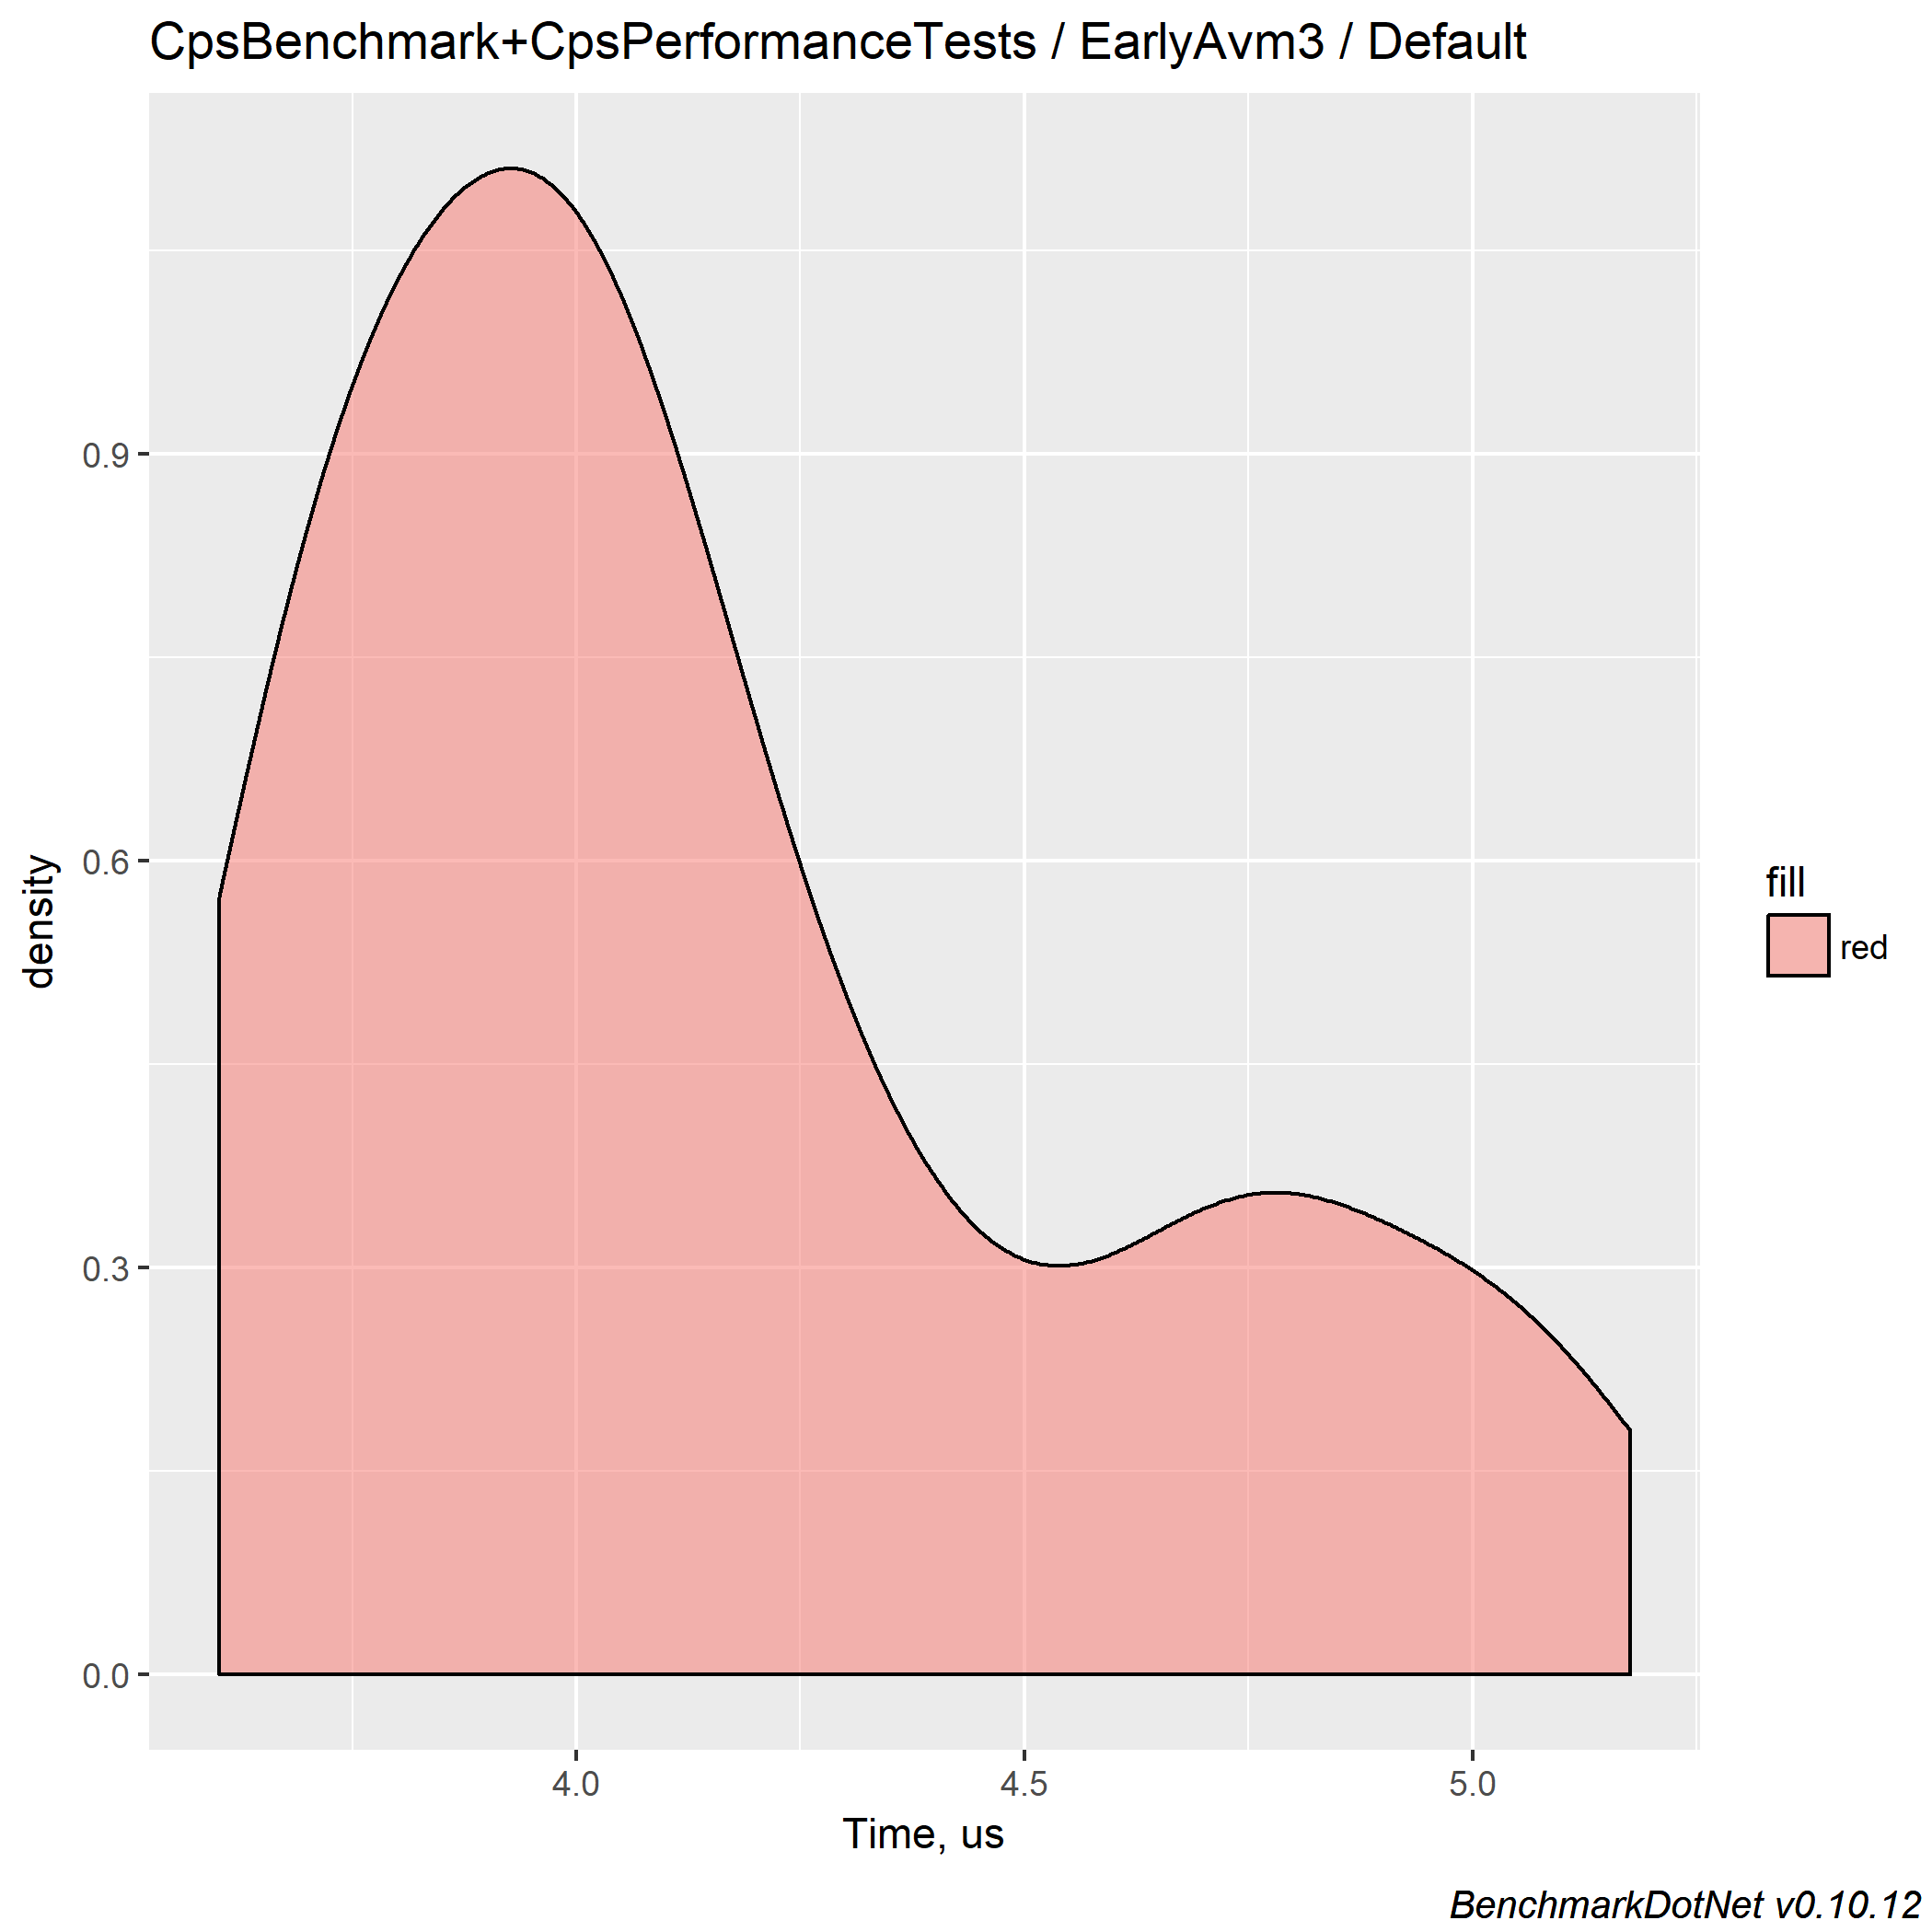 CpsBenchmark+CpsPerformanceTests / EarlyAvm3 / Default
density
0.9
0.6
0.3
0.0
4.0 4.5 5.0
Time, us
fill
red
BenchmarkDotNet v0.10.12